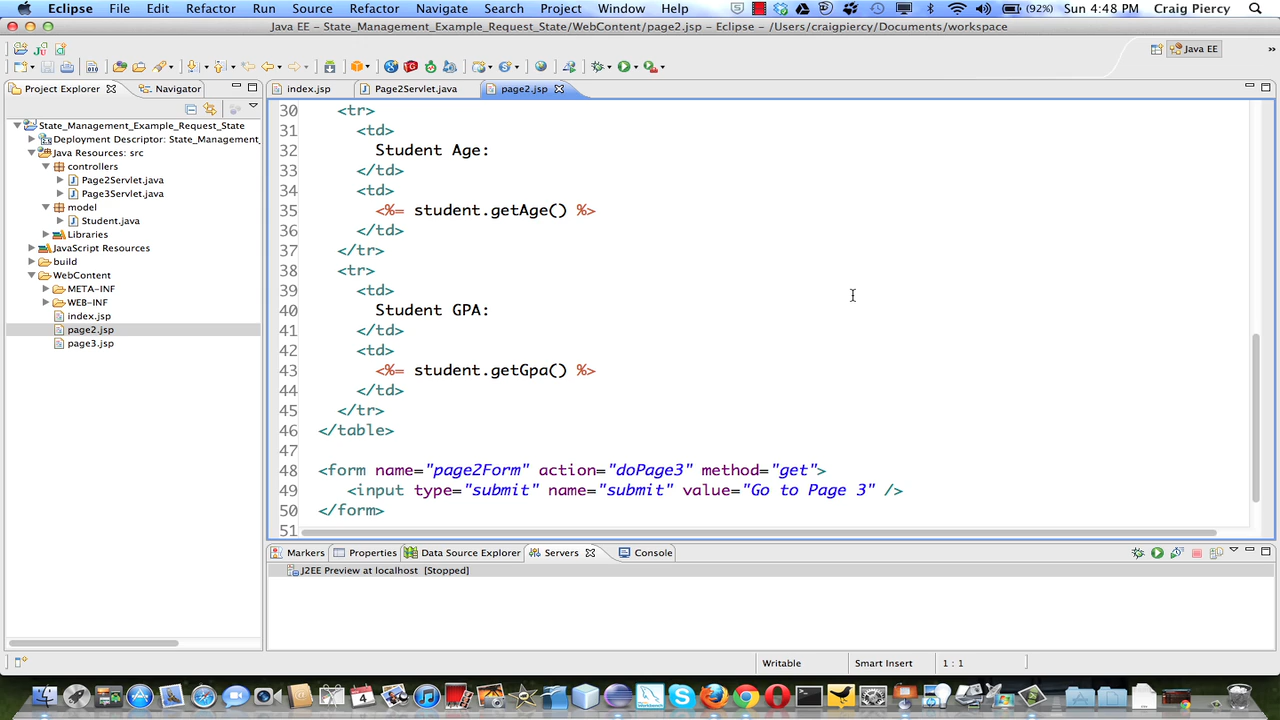 Eclipse File Edit Refactor Run Source Refactor Navigate Search Project Window Help (92%) Sun 4:48 PM Craig Piercy
Java EE - State_Management_Example_Request_State/WebContent/page2.jsp - Eclipse - /Users/craigpiercy/Documents/workspace
Java EE
Project Explorer Navigator
index.jsp Page2Servlet.java page2.jsp
State_Management_Example_Request_State
Deployment Descriptor: State_Management_
Java Resources: src
controllers
Page2Servlet.java
Page3Servlet.java
model
Student.java
Libraries
JavaScript Resources
build
WebContent
META-INF
WEB-INF
index.jsp
page2.jsp
page3.jsp
30 <tr>
31 <td>
32 Student Age:
33 </td>
34 <td>
35 <%= student.getAge() %>
36 </td>
37 </tr>
38 <tr>
39 <td>
40 Student GPA:
41 </td>
42 <td>
43 <%= student.getGpa() %>
44 </td>
45 </tr>
46 </table>
47
48 <form name="page2Form" action="doPage3" method="get">
49 <input type="submit" name="submit" value="Go to Page 3" />
50 </form>
51
Markers Properties Data Source Explorer Servers Console
J2EE Preview at localhost [Stopped]
Writable Smart Insert 1 : 1